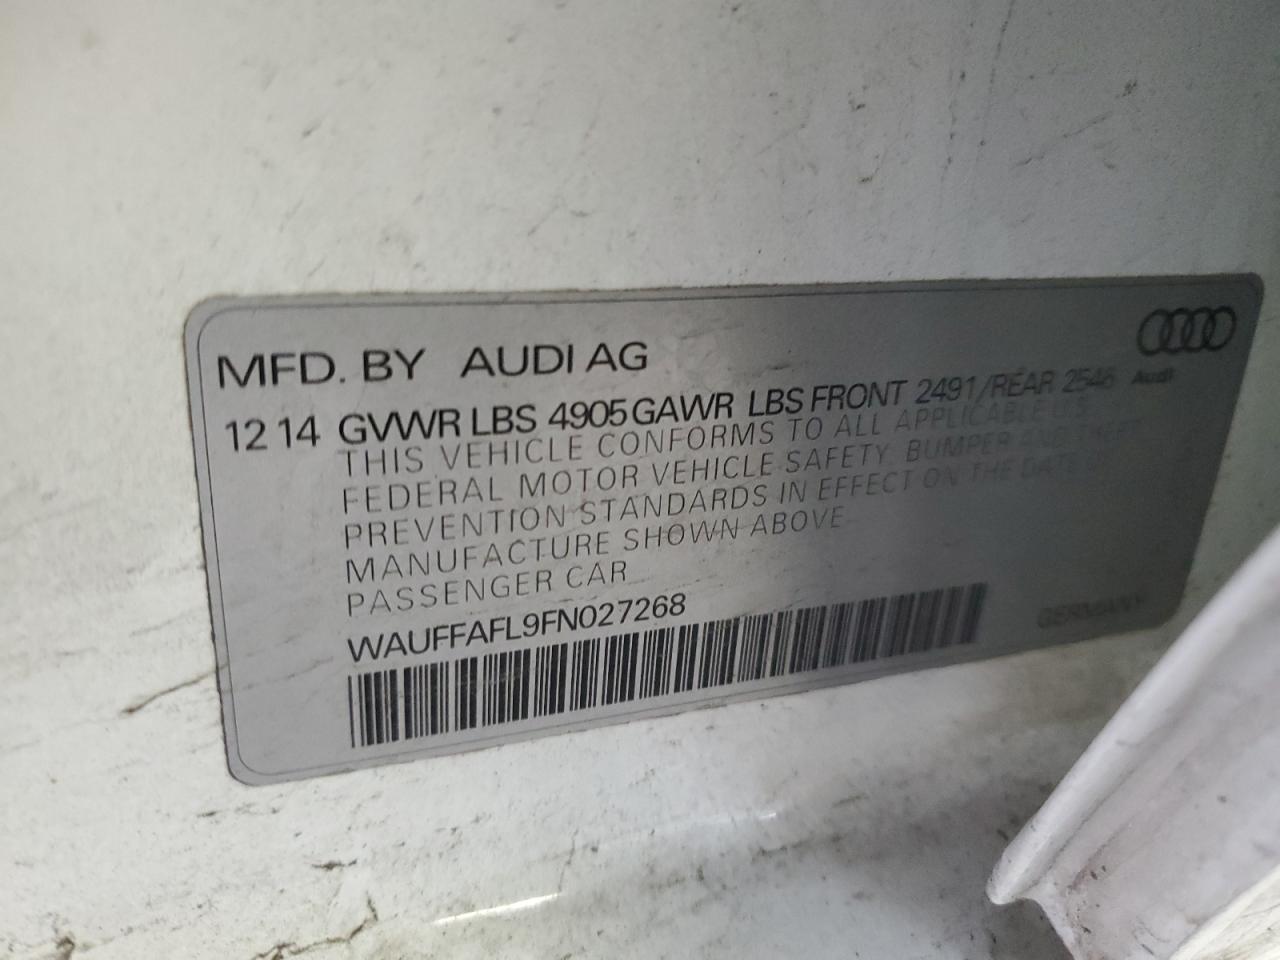 MFD. BY AUDI AG
12 14 GVWR LBS 4905 GAWR LBS FRONT 2491/REAR 2546 Audi
THIS VEHICLE CONFORMS TO ALL APPLICABLE U.S.
FEDERAL MOTOR VEHICLE SAFETY BUMPER AND THEFT
PREVENTION STANDARDS IN EFFECT ON THE DATE OF
MANUFACTURE SHOWN ABOVE
PASSENGER CAR
WAUFFAFL9FN027268
GERMANY